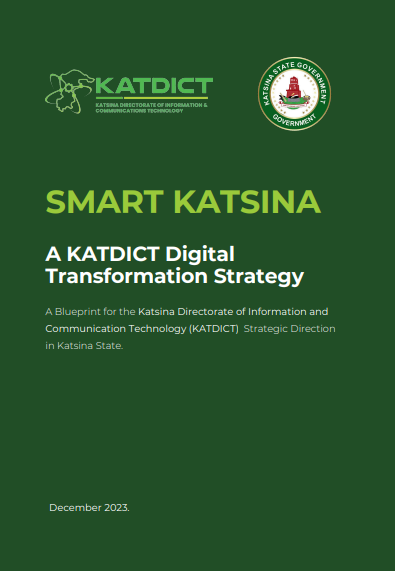 KATDICT
KATSINA DIRECTORATE OF INFORMATION &
COMMUNICATIONS TECHNOLOGY
KATSINA STATE GOVERNMENT
GOVERNMENT
SMART KATSINA
A KATDICT Digital
Transformation Strategy
A Blueprint for the Katsina Directorate of Information and
Communication Technology (KATDICT) Strategic Direction
in Katsina State.
December 2023.